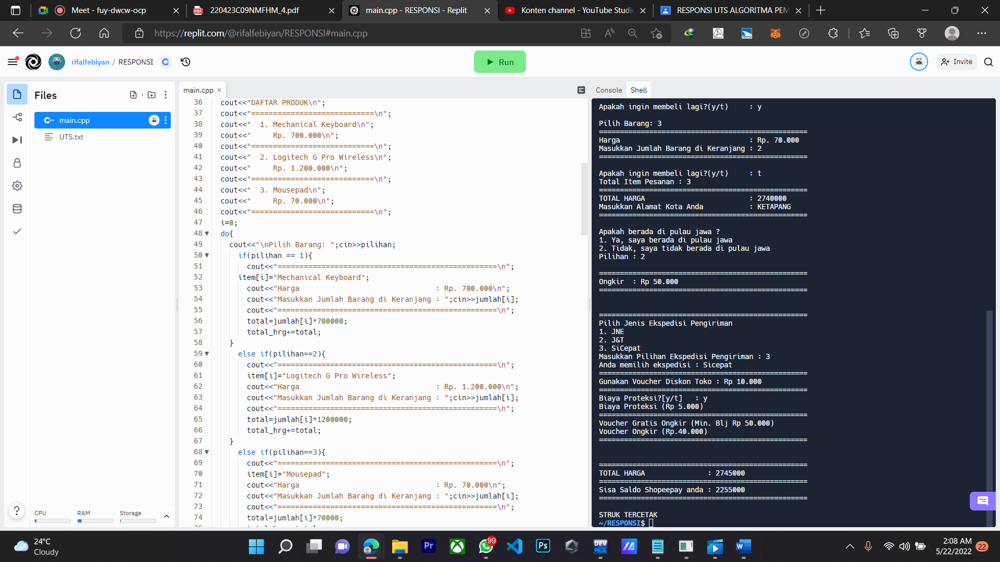 Meet - fuy-dwcw-ocp
220423C09NMFHM_4.pdf
main.cpp - RESPONSI - Replit
Konten channel - YouTube Studi
RESPONSI UTS ALGORITMA PEM
https://replit.com/@rifalfebiyan/RESPONSI#main.cpp
rifalfebiyan / RESPONSI
Run
Invite
Files
main.cpp
UTS.txt
CPU
RAM
Storage
main.cpp
36 cout<<"DAFTAR PRODUK\n";
37 cout<<"============================\n";
38 cout<<"  1. Mechanical Keyboard\n";
39 cout<<"     Rp. 700.000\n";
40 cout<<"============================\n";
41 cout<<"  2. Logitech G Pro Wireless\n";
42 cout<<"     Rp. 1.200.000\n";
43 cout<<"============================\n";
44 cout<<"  3. Mousepad\n";
45 cout<<"     Rp. 70.000\n";
46 cout<<"============================\n";
47 i=0;
48 do{
49   cout<<"\nPilih Barang: ";cin>>pilihan;
50     if(pilihan == 1){
51       cout<<"==================================================\n";
52     item[i]="Mechanical Keyboard";
53       cout<<"Harga                               : Rp. 700.000\n";
54       cout<<"Masukkan Jumlah Barang di Keranjang : ";cin>>jumlah[i];
55       cout<<"==================================================\n";
56       total=jumlah[i]*700000;
57       total_hrg+=total;
58   }
59     else if(pilihan==2){
60       cout<<"==================================================\n";
61       item[i]="Logitech G Pro Wireless";
62       cout<<"Harga                               : Rp. 1.200.000\n";
63       cout<<"Masukkan Jumlah Barang di Keranjang : ";cin>>jumlah[i];
64       cout<<"==================================================\n";
65       total=jumlah[i]*1200000;
66       total_hrg+=total;
67   }
68     else if(pilihan==3){
69       cout<<"==================================================\n";
70       item[i]="Mousepad";
71       cout<<"Harga                               : Rp. 70.000\n";
72       cout<<"Masukkan Jumlah Barang di Keranjang : ";cin>>jumlah[i];
73       cout<<"==================================================\n";
74       total=jumlah[i]*70000;
Console
Shell
Apakah ingin membeli lagi?(y/t)     : y
Pilih Barang: 3
==================================================
Harga                               : Rp. 70.000
Masukkan Jumlah Barang di Keranjang : 2
==================================================
Apakah ingin membeli lagi?(y/t)     : t
Total Item Pesanan : 3
==================================================
TOTAL HARGA                         : 2740000
Masukkan Alamat Kota Anda           : KETAPANG
==================================================
Apakah berada di pulau jawa ?
1. Ya, saya berada di pulau jawa
2. Tidak, saya tidak berada di pulau jawa
Pilihan : 2
==================================================
Ongkir  : Rp 50.000
==================================================
==================================================
Pilih Jenis Ekspedisi Pengiriman
1. JNE
2. J&T
3. SiCepat
Masukkan Pilihan Ekspedisi Pengiriman : 3
Anda memilih ekspedisi : Sicepat
==================================================
Gunakan Voucher Diskon Toko : Rp 10.000
==================================================
Biaya Proteksi?[y/t]   : y
Biaya Proteksi (Rp 5.000)
==================================================
Voucher Gratis Ongkir (Min. Blj Rp 50.000)
Voucher Ongkir (Rp.40.000)
==================================================
==================================================
TOTAL HARGA               : 2745000
==================================================
Sisa Saldo Shopeepay anda : 2255000
==================================================
STRUK TERCETAK
~/RESPONSI$
24°C
Cloudy
99
2:08 AM
5/22/2022
22